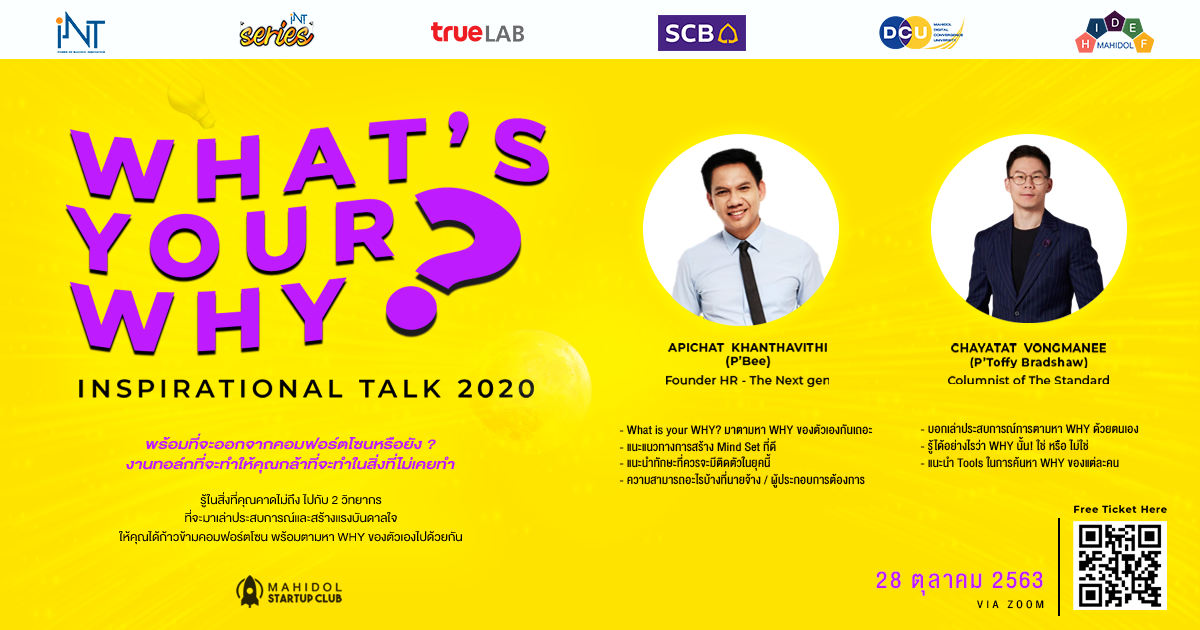 iNT
POWER OF MAHIDOL INNOVATION
iNT
series
true LAB
SCB
DCU
MAHIDOL
DIGITAL
CONVERGENCE
UNIVERSITY
HIDEF
MAHIDOL
WHAT'S
YOUR
WHY?
INSPIRATIONAL TALK 2020
พร้อมที่จะออกจากคอมฟอร์ตโซนหรือยัง ?
งานทอล์กที่จะทำให้คุณกล้าที่จะทำในสิ่งที่ไม่เคยทำ
รู้ในสิ่งที่คุณคาดไม่ถึง ไปกับ 2 วิทยากร
ที่จะมาเล่าประสบการณ์และสร้างแรงบันดาลใจ
ให้คุณได้ก้าวข้ามคอมฟอร์ตโซน พร้อมตามหา WHY ของตัวเองไปด้วยกัน
MAHIDOL
STARTUP CLUB
APICHAT KHANTHAVITHI
(P'Bee)
Founder HR - The Next gen
- What is your WHY? มาตามหา WHY ของตัวเองกันเถอะ
- แนะแนวทางการสร้าง Mind Set ที่ดี
- แนะนำทักษะที่ควรจะมีติดตัวในยุคนี้
- ความสามารถอะไรบ้างที่นายจ้าง / ผู้ประกอบการต้องการ
CHAYATAT VONGMANEE
(P'Toffy Bradshaw)
Columnist of The Standard
- บอกเล่าประสบการณ์การตามหา WHY ด้วยตนเอง
- รู้ได้อย่างไรว่า WHY นั้น! ใช่ หรือ ไม่ใช่
- แนะนำ Tools ในการค้นหา WHY ของแต่ละคน
Free Ticket Here
28 ตุลาคม 2563
VIA ZOOM